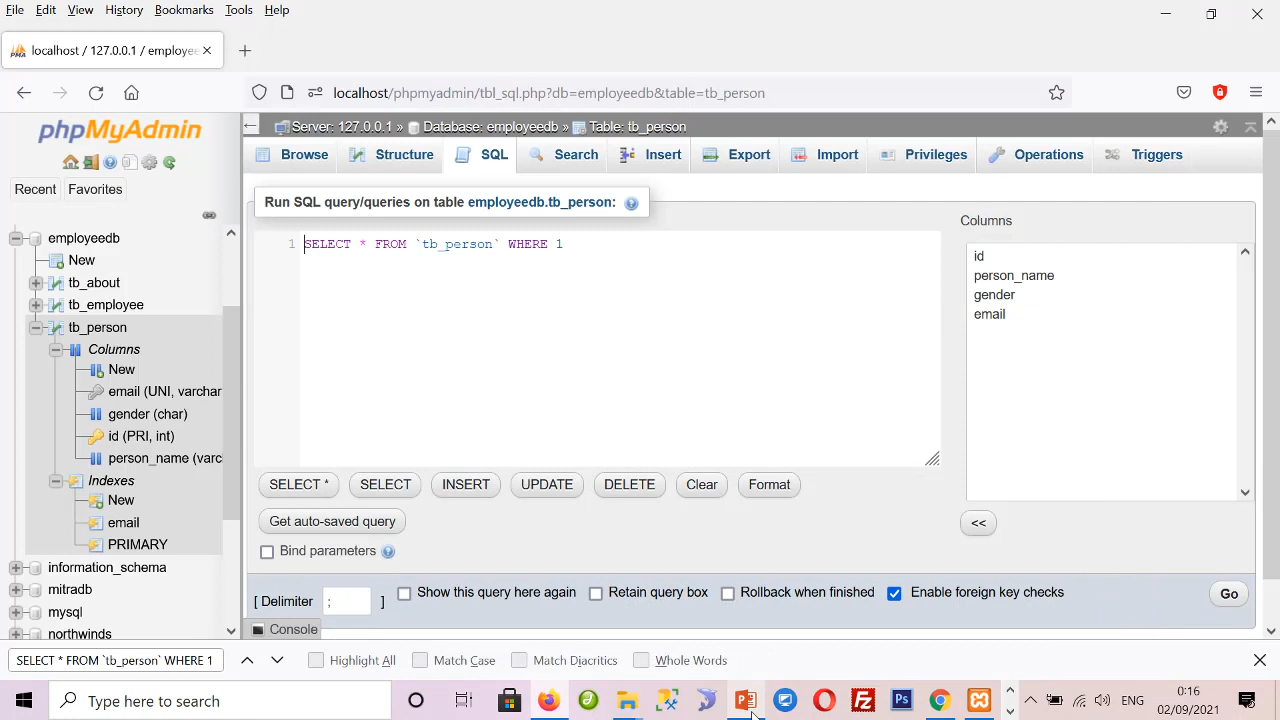 File Edit View History Bookmarks Tools Help
localhost / 127.0.0.1 / employee
localhost/phpmyadmin/tbl_sql.php?db=employeedb&table=tb_person
phpMyAdmin
Server: 127.0.0.1 » Database: employeedb » Table: tb_person
Browse Structure SQL Search Insert Export Import Privileges Operations Triggers
Recent Favorites
employeedb
New
tb_about
tb_employee
tb_person
Columns
New
email (UNI, varchar
gender (char)
id (PRI, int)
person_name (varc
Indexes
New
email
PRIMARY
information_schema
mitradb
mysql
northwinds
Run SQL query/queries on table employeedb.tb_person:
1 SELECT * FROM `tb_person` WHERE 1
Columns
id
person_name
gender
email
<<
SELECT * SELECT INSERT UPDATE DELETE Clear Format
Get auto-saved query
Bind parameters
[ Delimiter ; ] Show this query here again Retain query box Rollback when finished Enable foreign key checks Go
Console
SELECT * FROM `tb_person` WHERE 1 Highlight All Match Case Match Diacritics Whole Words
Type here to search
ENG
0:16
02/09/2021